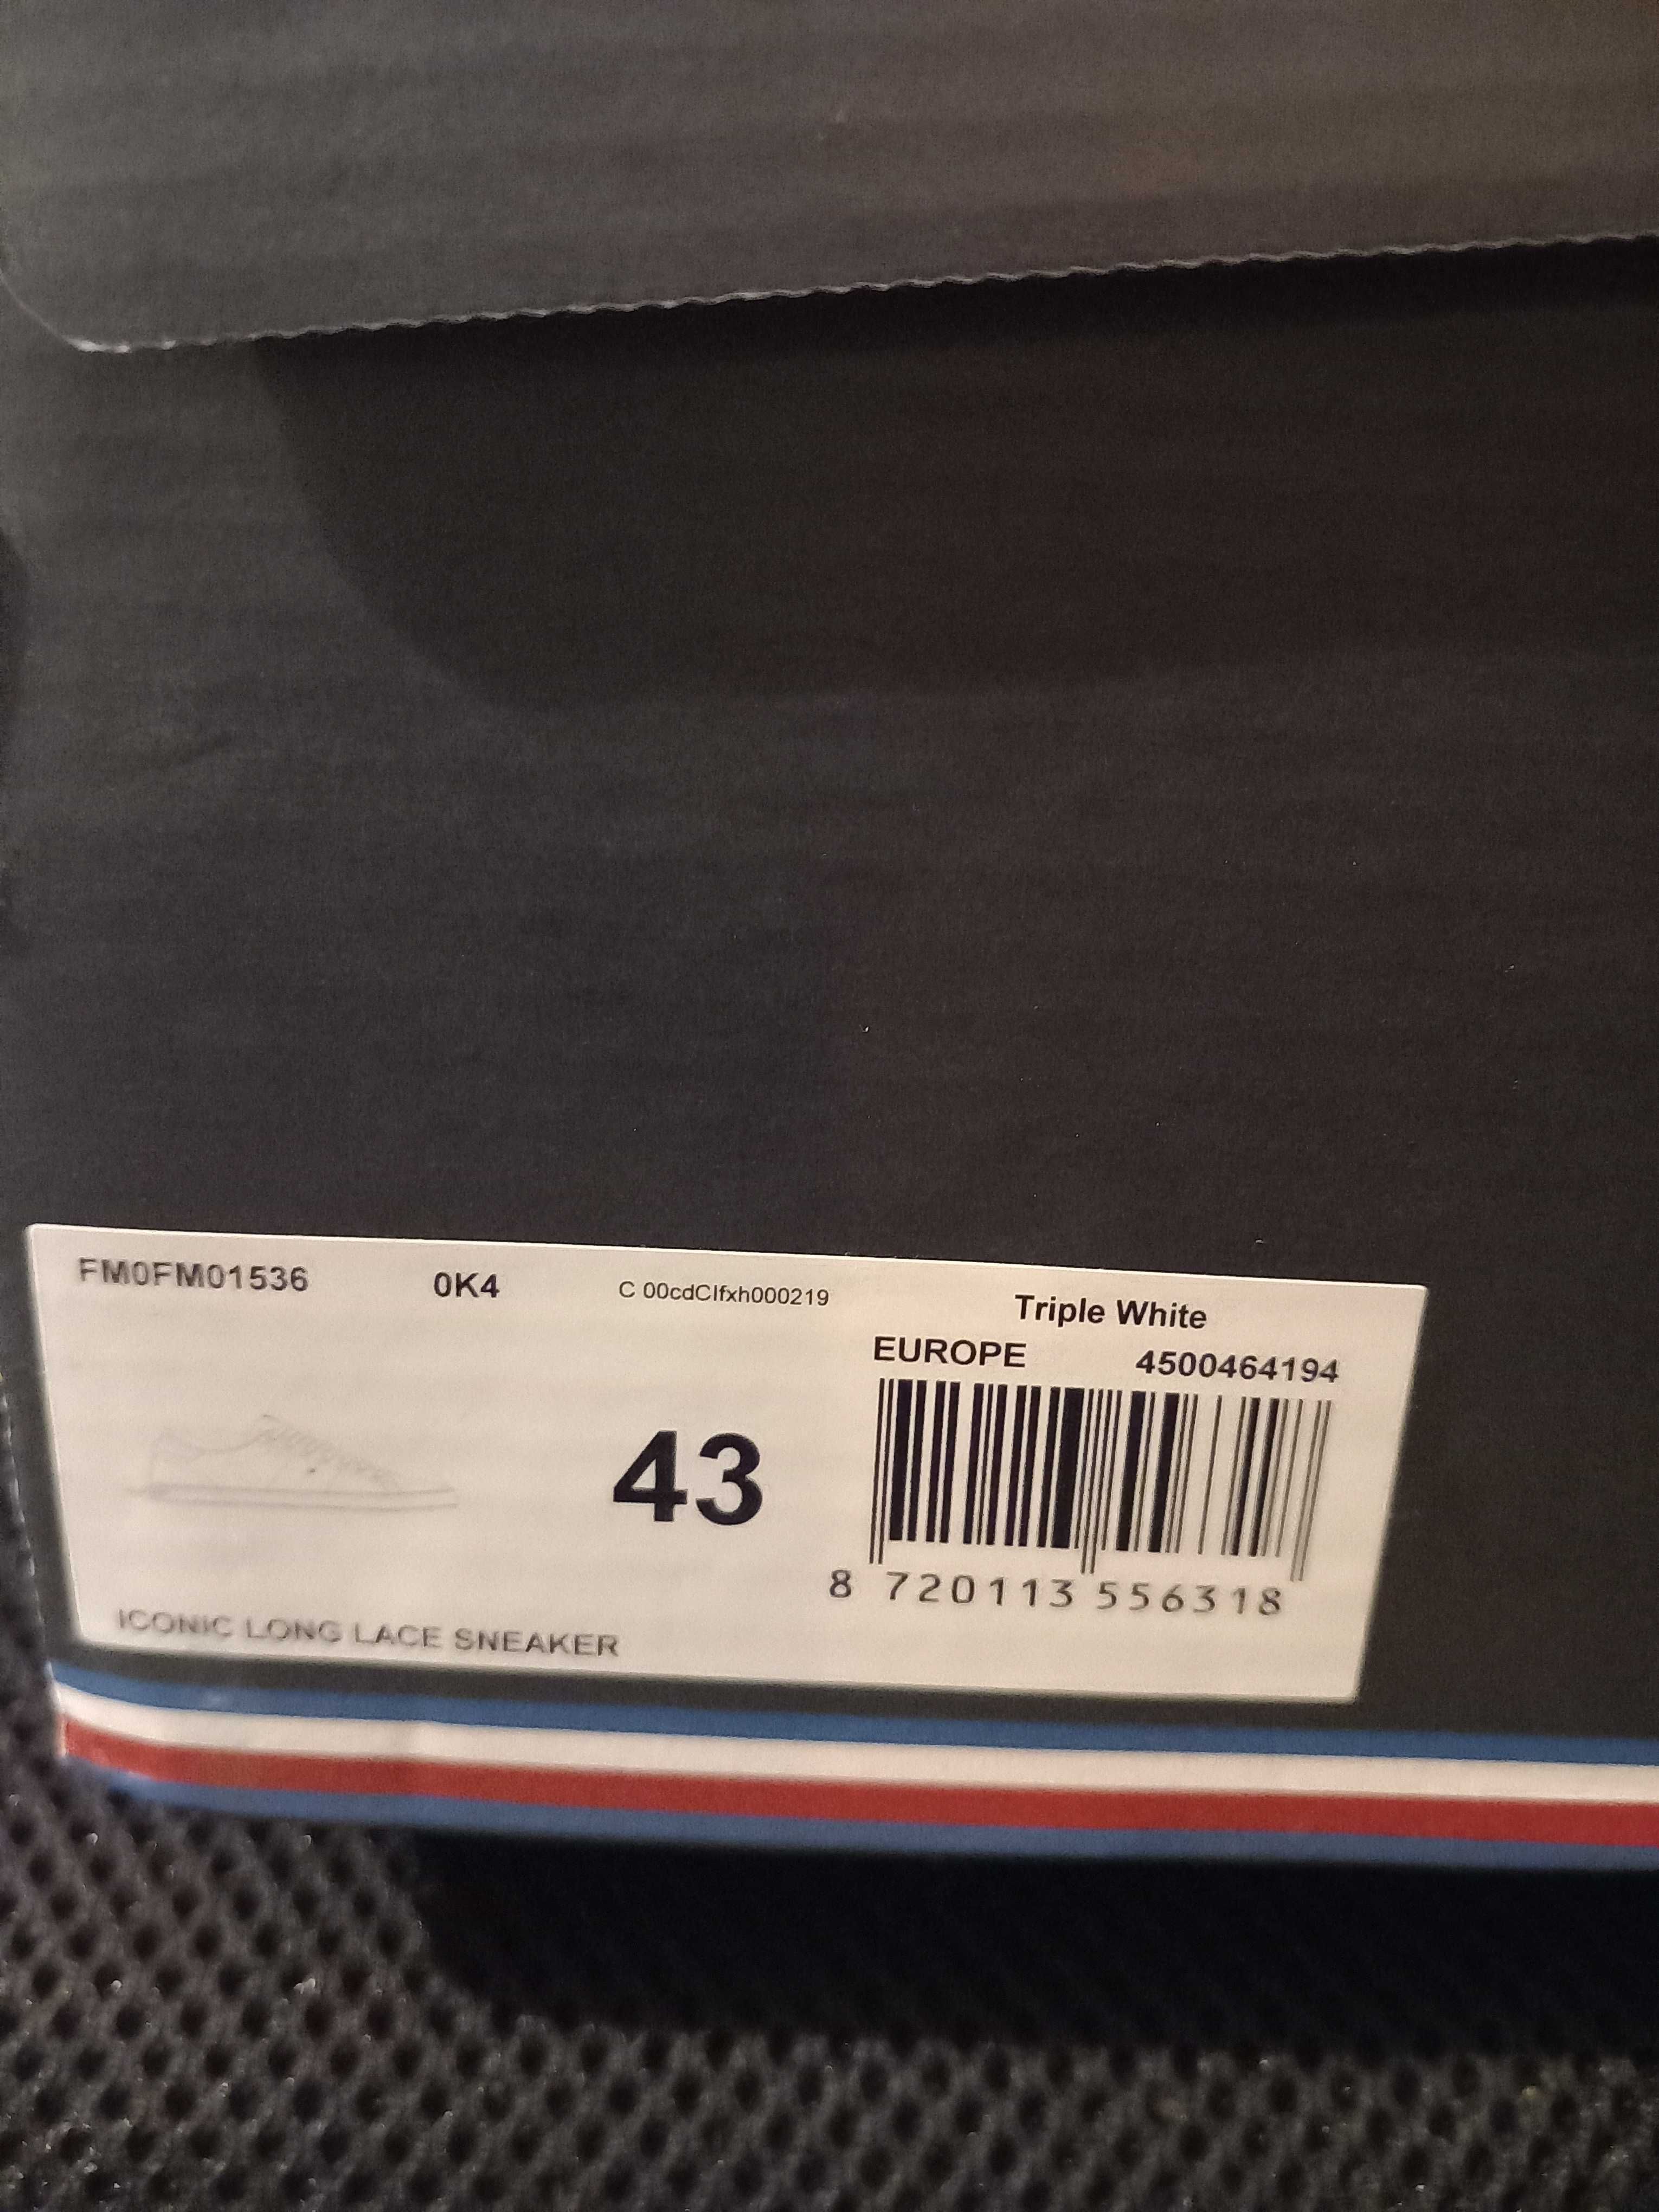 FM0FM01536 0K4 C 00cdClfxh000219 Triple White
EUROPE 4500464194
43
8 720113 556318
ICONIC LONG LACE SNEAKER